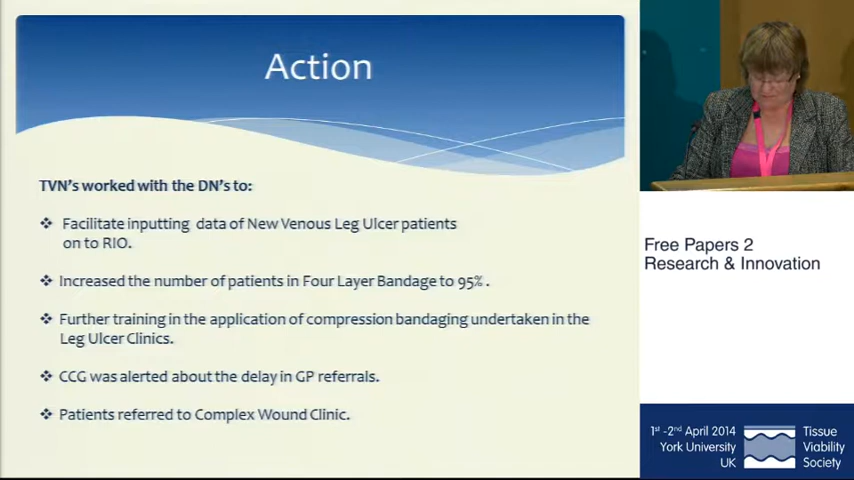 Action
TVN's worked with the DN's to:
❖ Facilitate inputting data of New Venous Leg Ulcer patients
on to RIO.
❖ Increased the number of patients in Four Layer Bandage to 95% .
❖ Further training in the application of compression bandaging undertaken in the
Leg Ulcer Clinics.
❖ CCG was alerted about the delay in GP referrals.
❖ Patients referred to Complex Wound Clinic.
Free Papers 2
Research & Innovation
1st -2nd April 2014
York University
UK
Tissue
Viability
Society